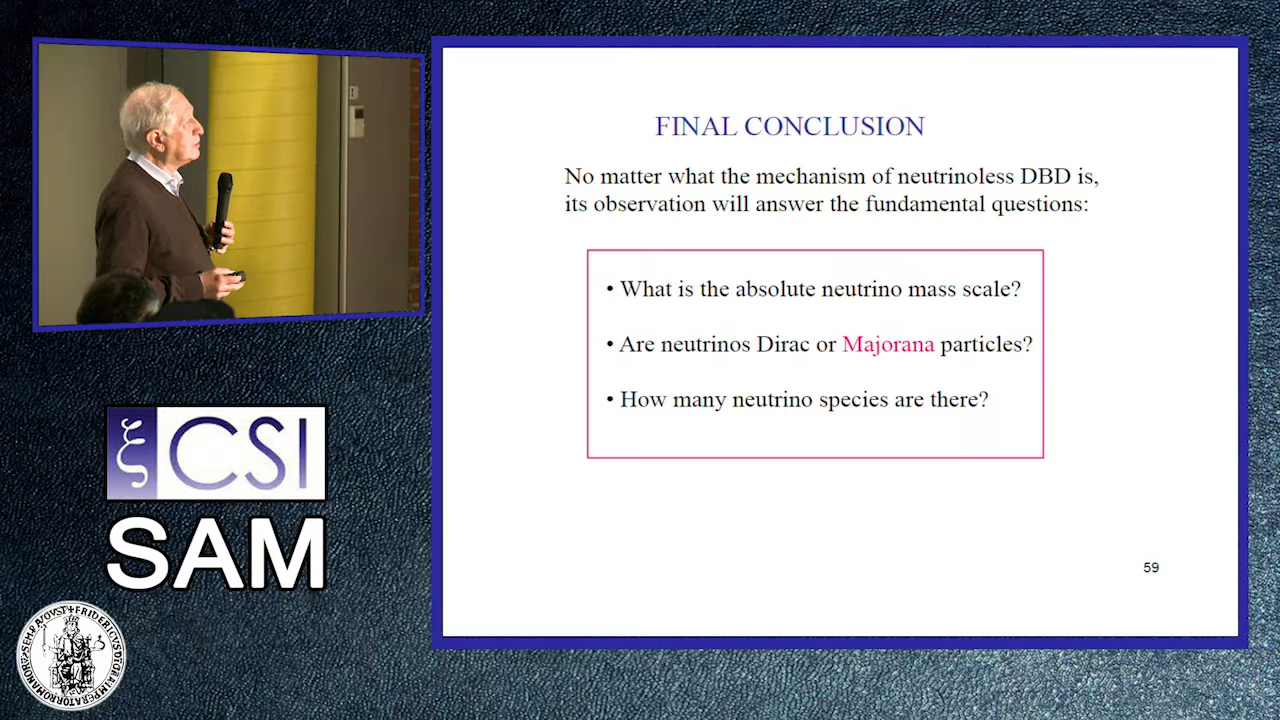 FINAL CONCLUSION
No matter what the mechanism of neutrinoless DBD is,
its observation will answer the fundamental questions:
• What is the absolute neutrino mass scale?
• Are neutrinos Dirac or Majorana particles?
• How many neutrino species are there?
59
ξ CSI
SAM